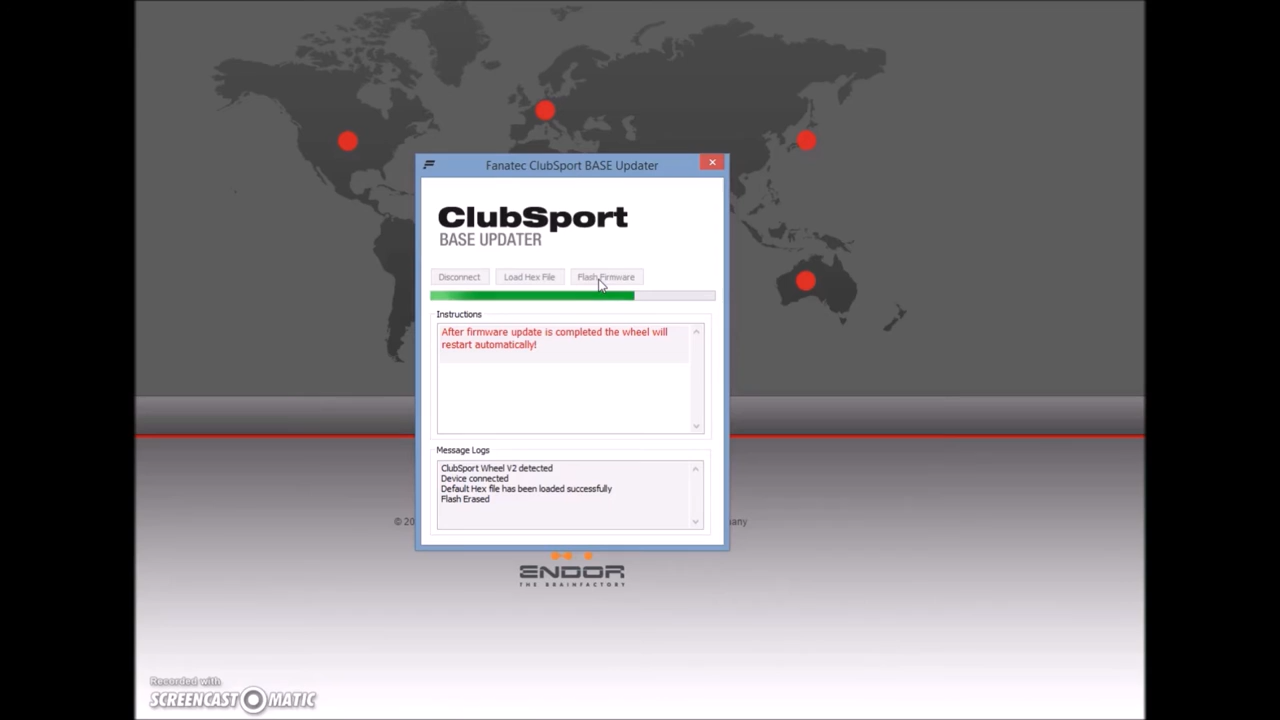 Fanatec ClubSport BASE Updater
ClubSport
BASE UPDATER
Disconnect
Load Hex File
Flash Firmware
Instructions
After firmware update is completed the wheel will
restart automatically!
Message Logs
ClubSport Wheel V2 detected
Device connected
Default Hex file has been loaded successfully
Flash Erased
© 20
any
ENDOR
THE BRAINFACTORY
Recorded with
SCREENCAST MATIC